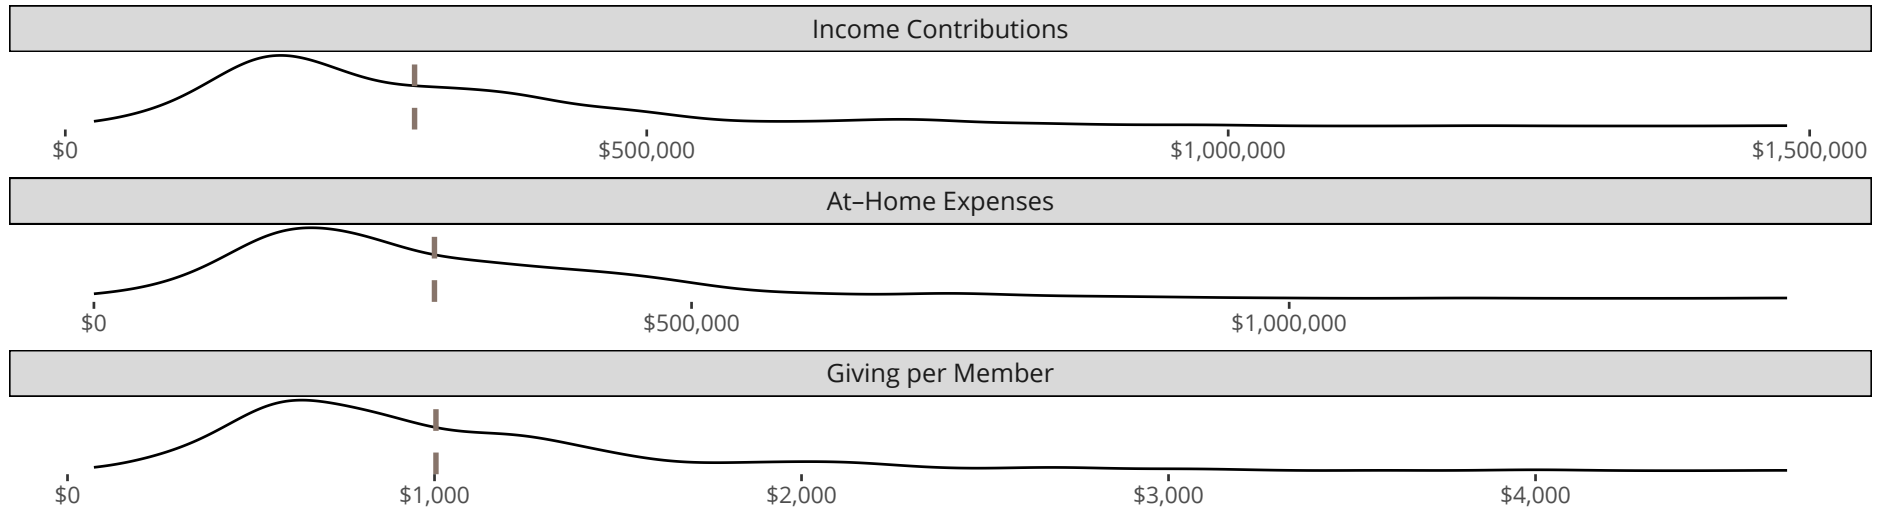 Income Contributions
$0 $500,000 $1,000,000 $1,500,000
At–Home Expenses
$0 $500,000 $1,000,000
Giving per Member
$0 $1,000 $2,000 $3,000 $4,000